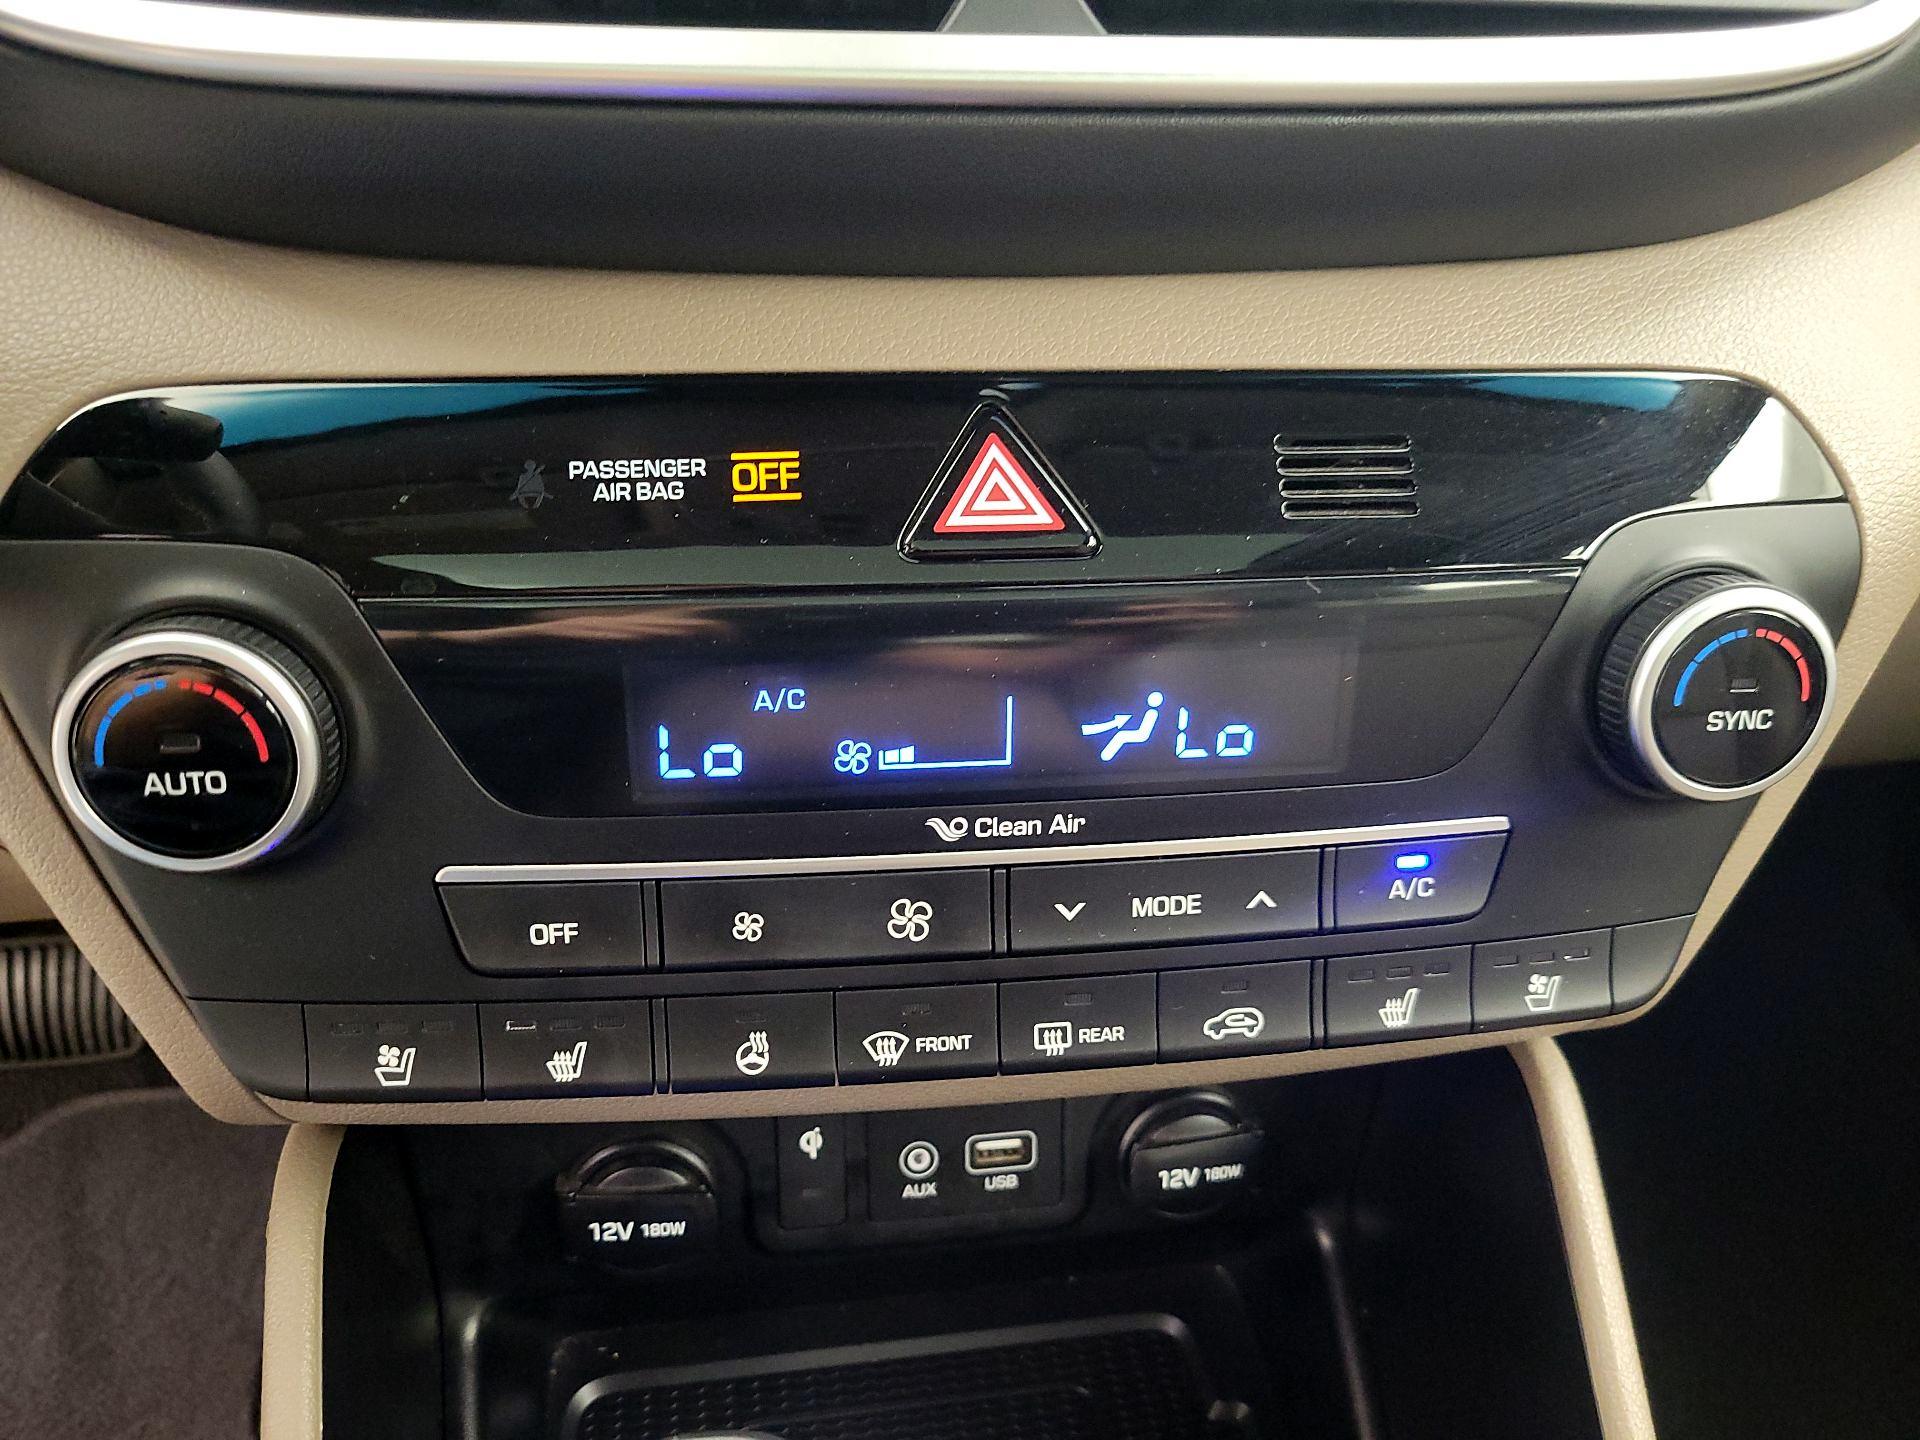 PASSENGER
AIR BAG
OFF
A/C
Lo
Lo
AUTO
SYNC
Clean Air
OFF
MODE
A/C
FRONT
REAR
12V 180W
AUX
USB
12V 180W